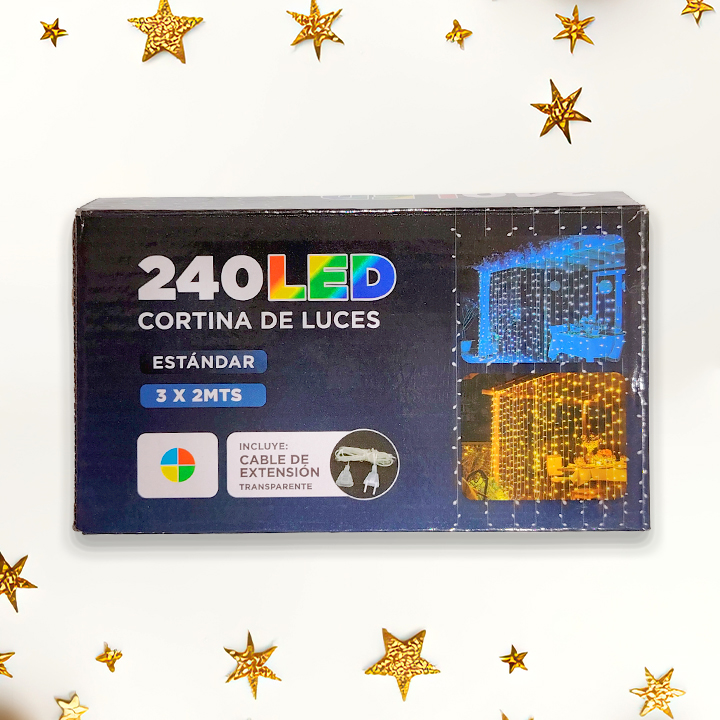 240LED
CORTINA DE LUCES
ESTÁNDAR
3 X 2MTS
INCLUYE:
CABLE DE
EXTENSIÓN
TRANSPARENTE